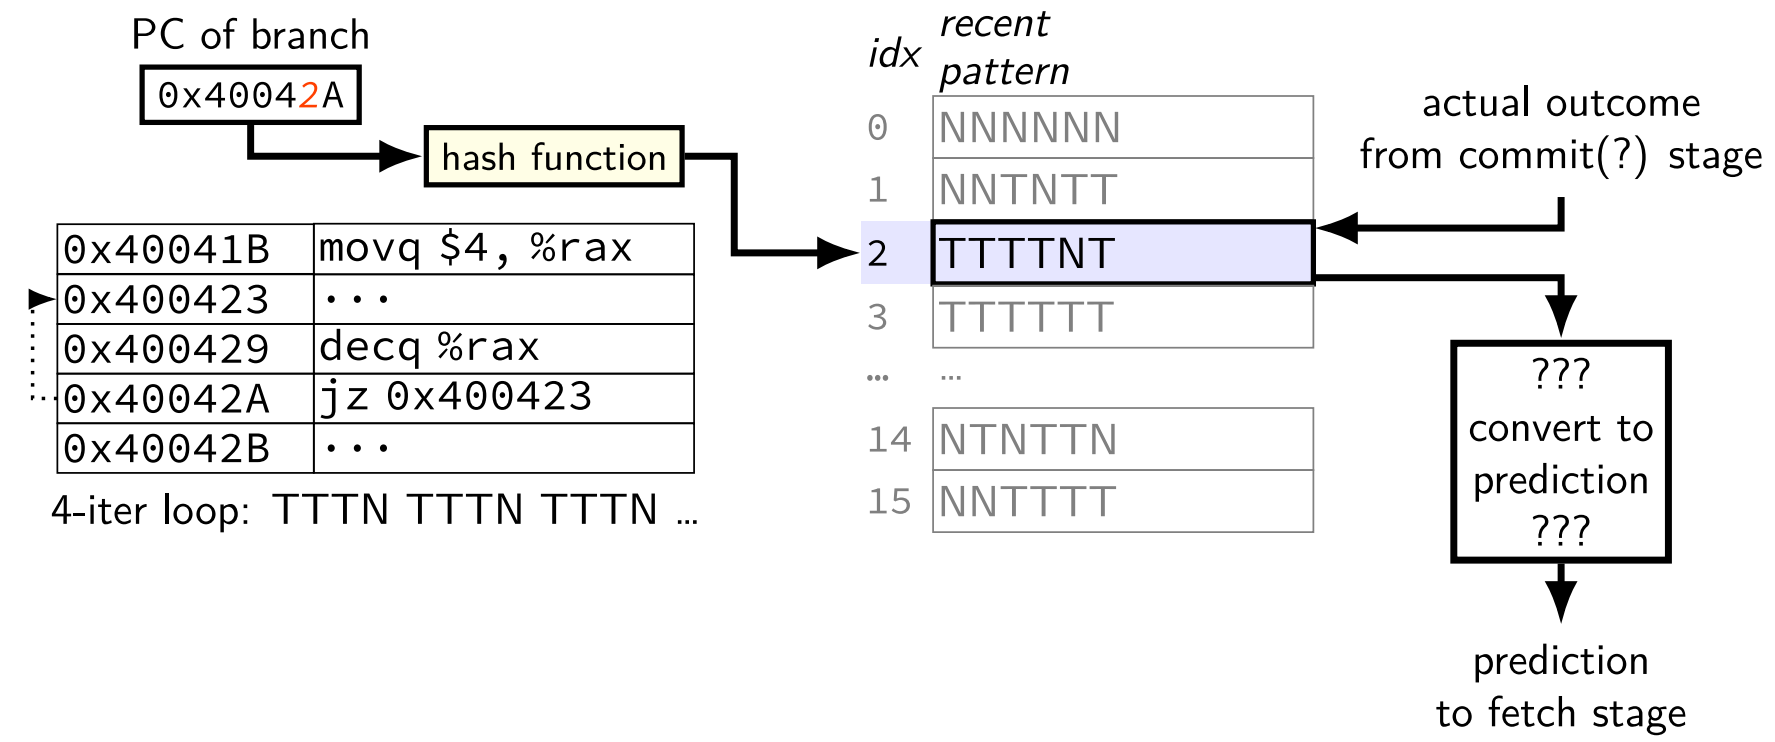 PC of branch
0x40042A
hash function
0x40041B movq $4, %rax
0x400423 ...
0x400429 decq %rax
0x40042A jz 0x400423
0x40042B ...
4-iter loop: TTTN TTTN TTTN ...
idx recent pattern
0 NNNNNN
1 NNTNTT
2 TTTTNT
3 TTTTTT
... ...
14 NTNTTN
15 NNTTTT
actual outcome
from commit(?) stage
???
convert to
prediction
???
prediction
to fetch stage